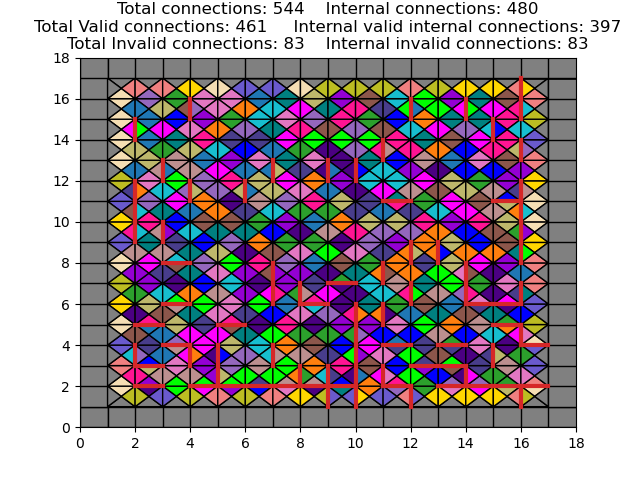 Total connections: 544    Internal connections: 480
Total Valid connections: 461     Internal valid internal connections: 397
Total Invalid connections: 83    Internal invalid connections: 83
18
16
14
12
10
8
6
4
2
0
0 2 4 6 8 10 12 14 16 18